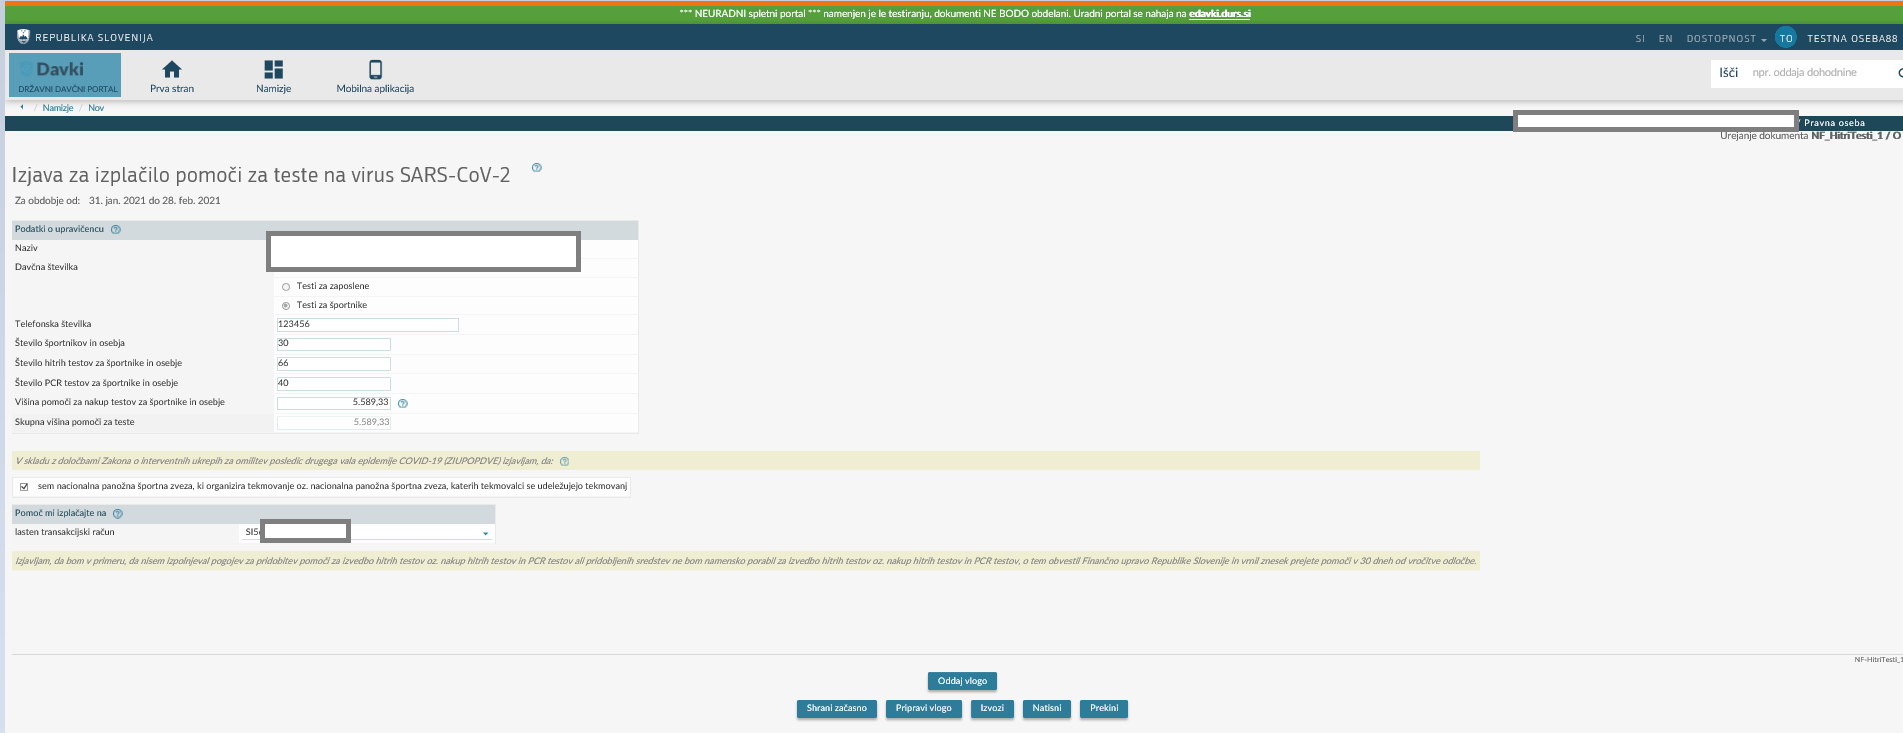 *** NEURADNI spletni portal *** namenjen je le testiranju, dokumenti NE BODO obdelani. Uradni portal se nahaja na edavki.durs.si
REPUBLIKA SLOVENIJA
SI EN DOSTOPNOST TO TESTNA OSEBA88
Davki
DRŽAVNI DAVČNI PORTAL
Prva stran
Namizje
Mobilna aplikacija
Išči npr. oddaja dohodnine
/ Namizje / Nov
/ Pravna oseba
Urejanje dokumenta NF_HitriTesti_1 / O
Izjava za izplačilo pomoči za teste na virus SARS-CoV-2
Za obdobje od: 31. jan. 2021 do 28. feb. 2021
Podatki o upravičencu
Naziv
Davčna številka
Testi za zaposlene
Testi za športnike
Telefonska številka 123456
Število športnikov in osebja 30
Število hitrih testov za športnike in osebje 66
Število PCR testov za športnike in osebje 40
Višina pomoči za nakup testov za športnike in osebje 5.589,33
Skupna višina pomoči za teste 5.589,33
V skladu z določbami Zakona o interventnih ukrepih za omilitev posledic drugega vala epidemije COVID-19 (ZIUPOPDVE) izjavljam, da:
sem nacionalna panožna športna zveza, ki organizira tekmovanje oz. nacionalna panožna športna zveza, katerih tekmovalci se udeležujejo tekmovanj
Pomoč mi izplačajte na
lasten transakcijski račun SI5
Izjavljam, da bom v primeru, da nisem izpolnjeval pogojev za pridobitev pomoči za izvedbo hitrih testov oz. nakup hitrih testov in PCR testov ali pridobljenih sredstev ne bom namensko porabil za izvedbo hitrih testov oz. nakup hitrih testov in PCR testov, o tem obvestil Finančno upravo Republike Slovenije in vrnil znesek prejete pomoči v 30 dneh od vročitve odločbe.
NF-HitriTesti_1
Oddaj vlogo
Shrani začasno Pripravi vlogo Izvozi Natisni Prekini